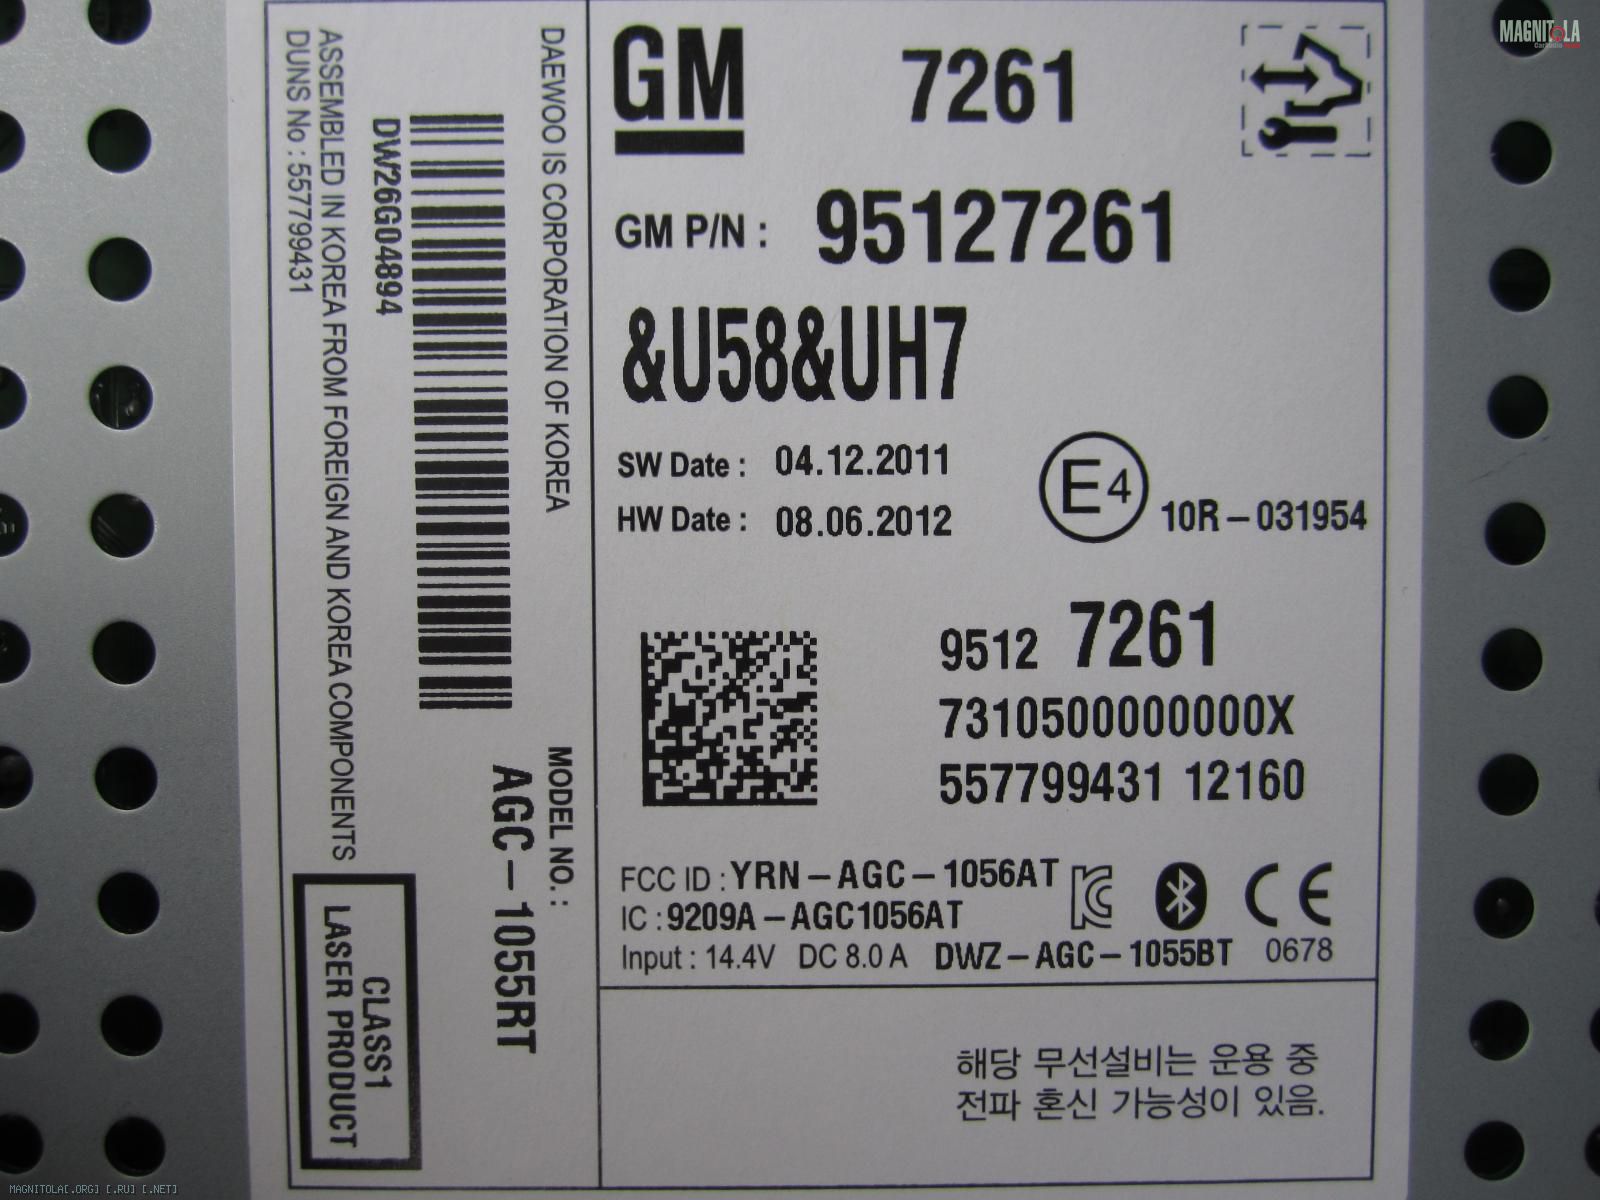 MAGNITOLA
GM
7261
GM P/N : 95127261
&U58&UH7
SW Date : 04.12.2011
HW Date : 08.06.2012
E4
10R-031954
9512 7261
7310500000000X
557799431 12160
FCC ID : YRN-AGC-1056AT
IC : 9209A-AGC1056AT
CE
Input : 14.4V DC 8.0 A DWZ-AGC-1055BT 0678
해당 무선설비는 운용 중
전파 혼신 가능성이 있음.
DAEWOO IS CORPORATION OF KOREA
MODEL NO. :
AGC-1055RT
DW26G04894
ASSEMBLED IN KOREA FROM FOREIGN AND KOREA COMPONENTS
DUNS No : 557799431
CLASS1
LASER PRODUCT
MAGNITOLA[.ORG] [.RU] [.NET]